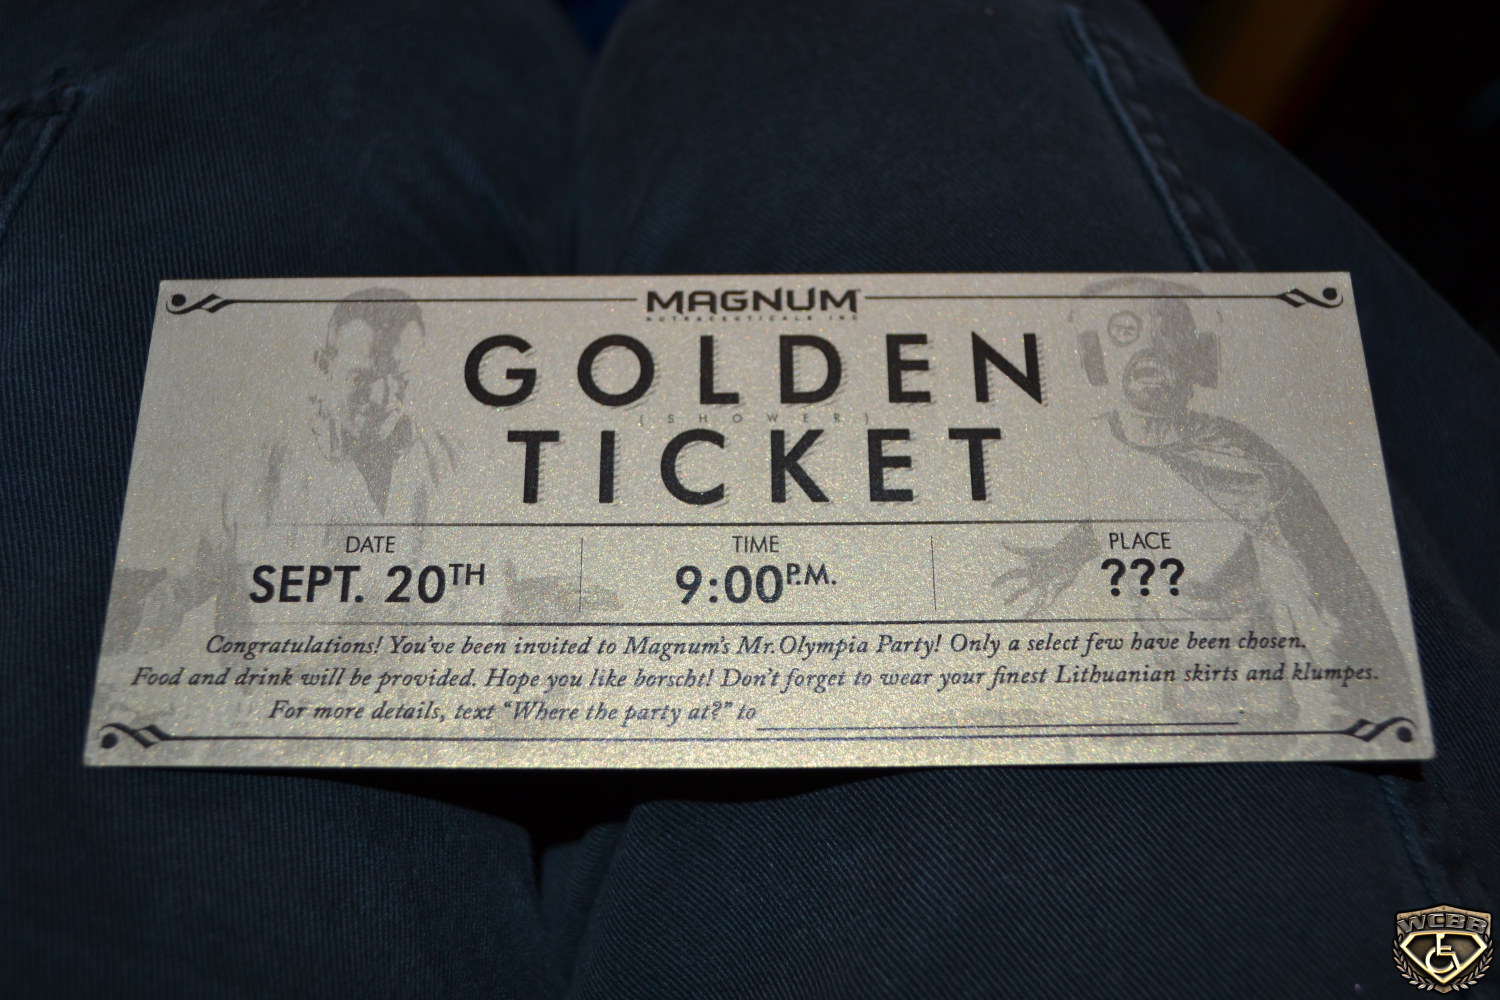 MAGNUM
NUTRACEUTICALS INC
GOLDEN
(SHOWER)
TICKET
DATE
SEPT. 20TH
TIME
9:00P.M.
PLACE
???
Congratulations! You've been invited to Magnum's Mr. Olympia Party! Only a select few have been chosen.
Food and drink will be provided. Hope you like borscht! Don't forget to wear your finest Lithuanian skirts and klumpes.
For more details, text "Where the party at?" to
WCBB